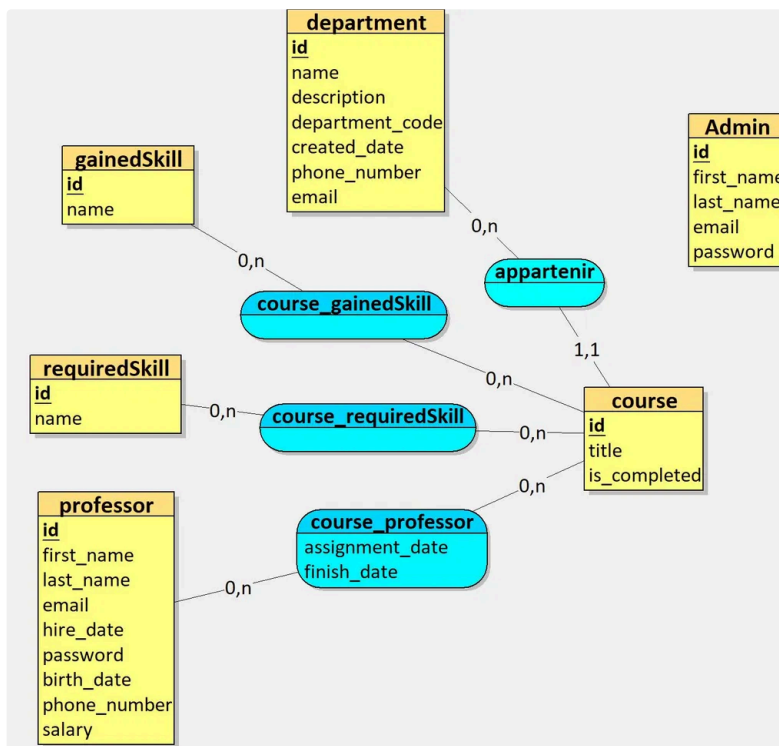 department
id
name
description
department_code
created_date
phone_number
email
Admin
id
first_name
last_name
email
password
gainedSkill
id
name
0,n
0,n
appartenir
course_gainedSkill
1,1
0,n
requiredSkill
id
name
0,n
course_requiredSkill
0,n
course
id
title
is_completed
0,n
professor
id
first_name
last_name
email
hire_date
password
birth_date
phone_number
salary
course_professor
assignment_date
finish_date
0,n